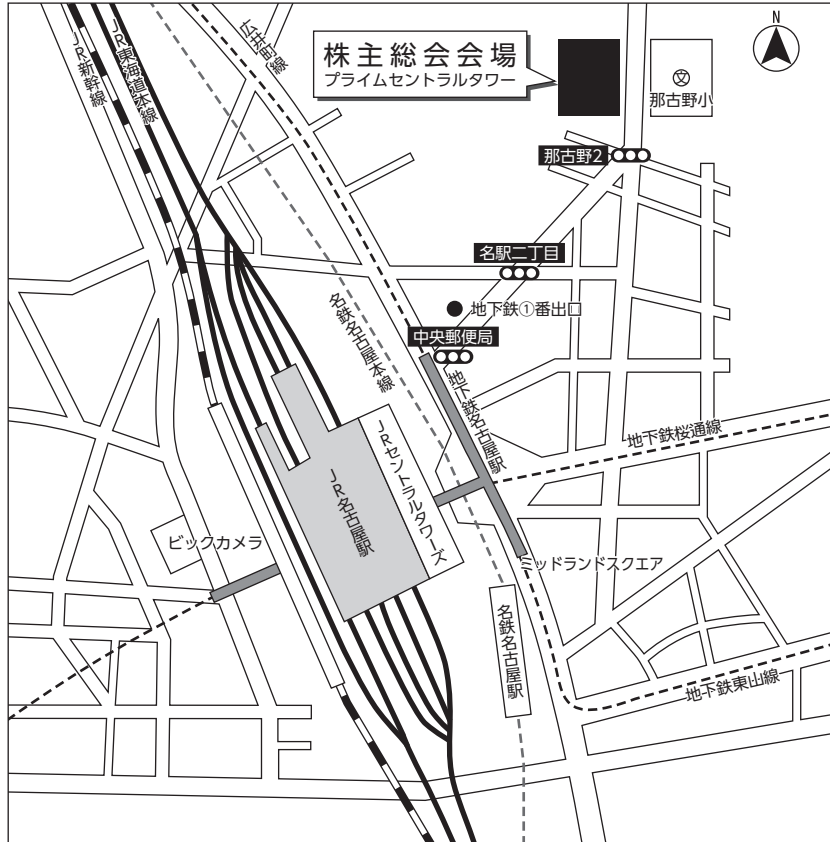 N
株主総会会場
プライムセントラルタワー
文
那古野小
広井町線
JR東海道本線
JR新幹線
那古野2
名駅二丁目
地下鉄①番出口
中央郵便局
名鉄名古屋本線
地下鉄名古屋駅
地下鉄桜通線
JRセントラルタワーズ
JR名古屋駅
ビックカメラ
ミッドランドスクエア
名鉄名古屋駅
地下鉄東山線